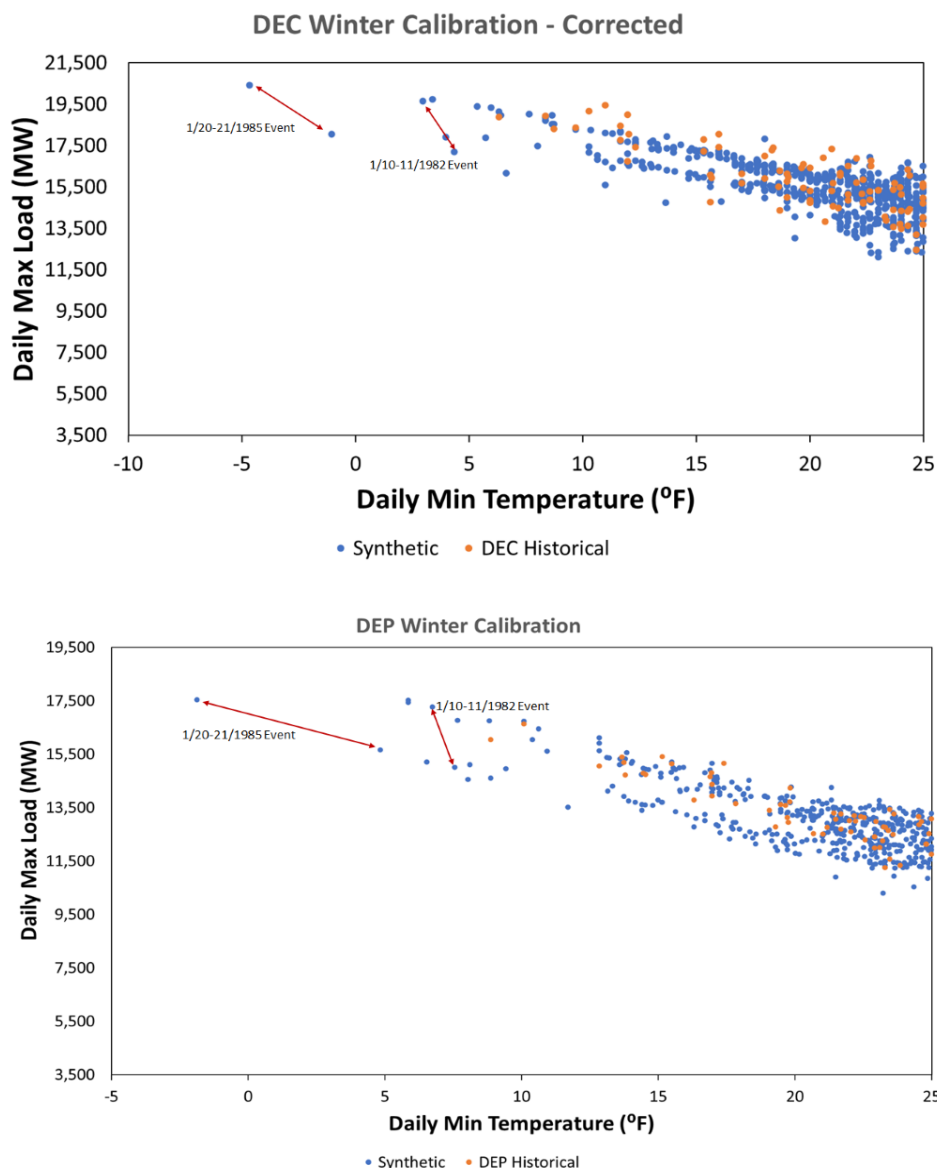 DEC Winter Calibration - Corrected
21,500
19,500
17,500
15,500
13,500
11,500
9,500
7,500
5,500
3,500
Daily Max Load (MW)
1/20-21/1985 Event
1/10-11/1982 Event
-10 -5 0 5 10 15 20 25
Daily Min Temperature (⁰F)
Synthetic DEC Historical
DEP Winter Calibration
19,500
17,500
15,500
13,500
11,500
9,500
7,500
5,500
3,500
Daily Max Load (MW)
1/10-11/1982 Event
1/20-21/1985 Event
-5 0 5 10 15 20 25
Daily Min Temperature (⁰F)
Synthetic DEP Historical